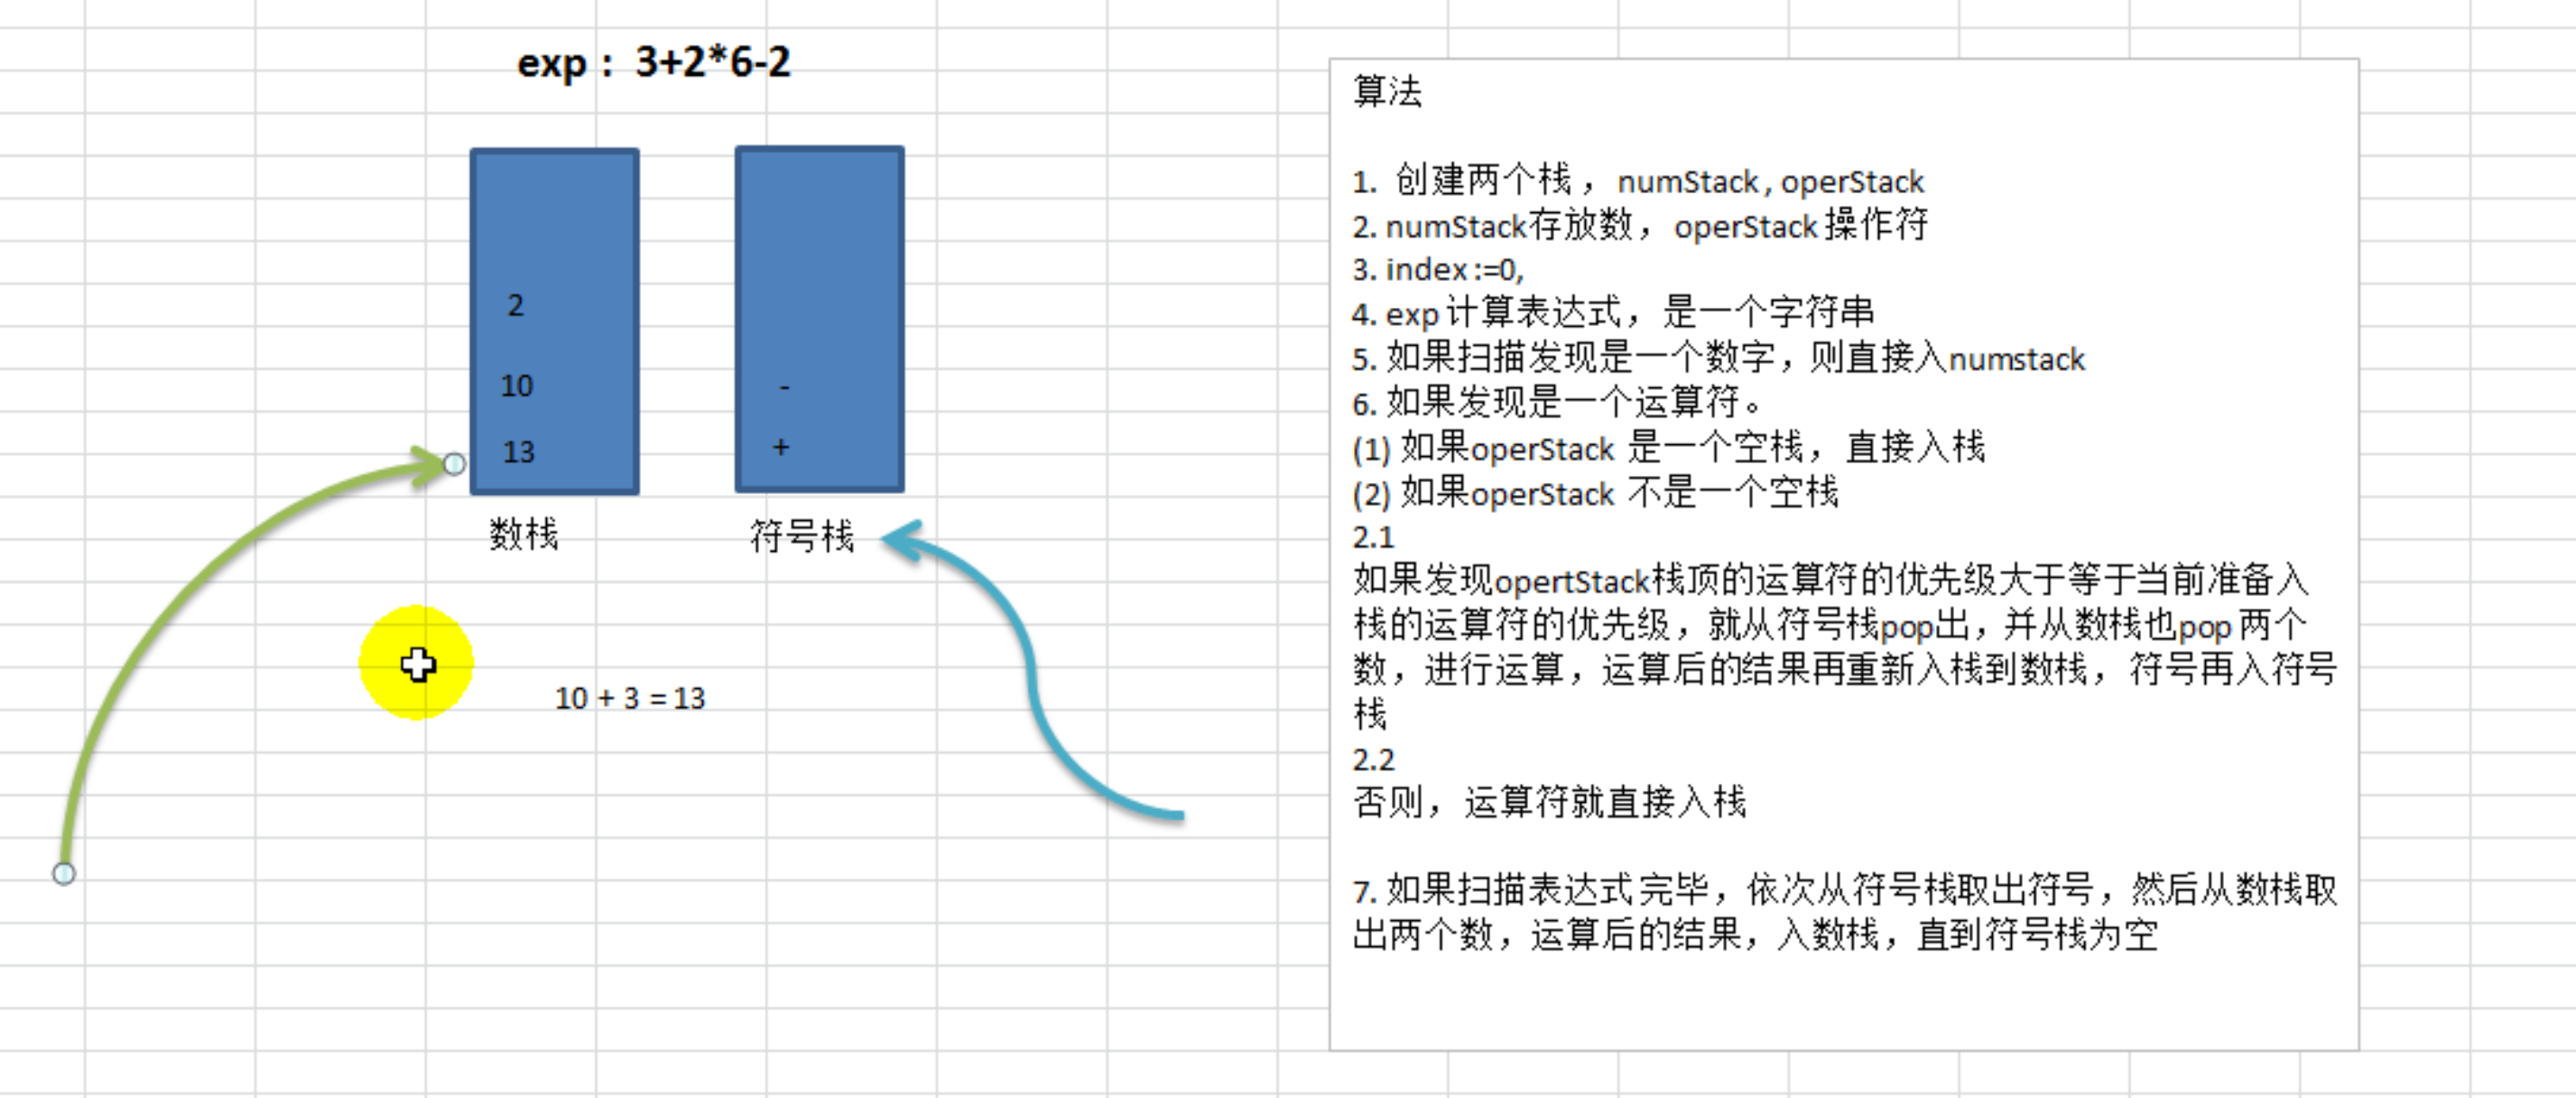 exp： 3+2*6-2
2
10
13
-
+
数栈
符号栈
10 + 3 = 13
算法
1. 创建两个栈， numStack , operStack
2. numStack存放数，operStack 操作符
3. index :=0,
4. exp 计算表达式，是一个字符串
5. 如果扫描发现是一个数字，则直接入numstack
6. 如果发现是一个运算符。
(1) 如果operStack 是一个空栈，直接入栈
(2) 如果operStack 不是一个空栈
2.1
如果发现opertStack栈顶的运算符的优先级大于等于当前准备入
栈的运算符的优先级，就从符号栈pop出，并从数栈也pop 两个
数，进行运算，运算后的结果再重新入栈到数栈，符号再入符号
栈
2.2
否则，运算符就直接入栈
7. 如果扫描表达式 完毕，依次从符号栈取出符号，然后从数栈取
出两个数，运算后的结果，入数栈，直到符号栈为空